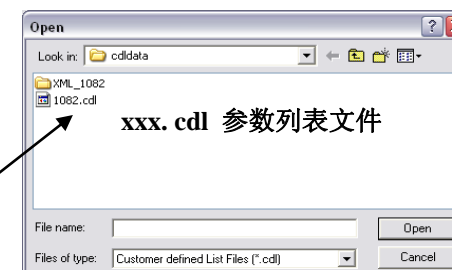 Open
Look in: cdldata
XML_1082
1082.cdl
xxx. cdl 参数列表文件
File name: Open
Files of type: Customer defined List Files (*.cdl) Cancel